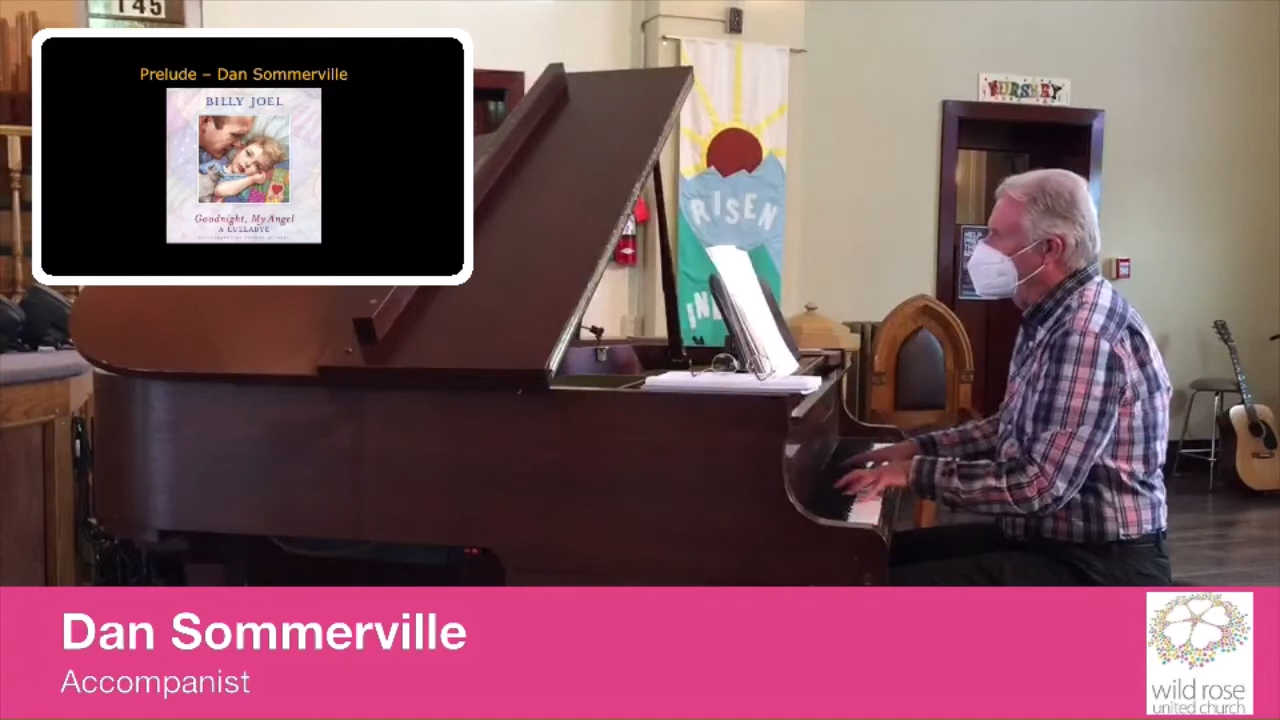 145
Prelude – Dan Sommerville
BILLY JOEL
Goodnight, My Angel
A LULLABYE
NURSERY
RISEN
IN
Dan Sommerville
Accompanist
wild rose
united church